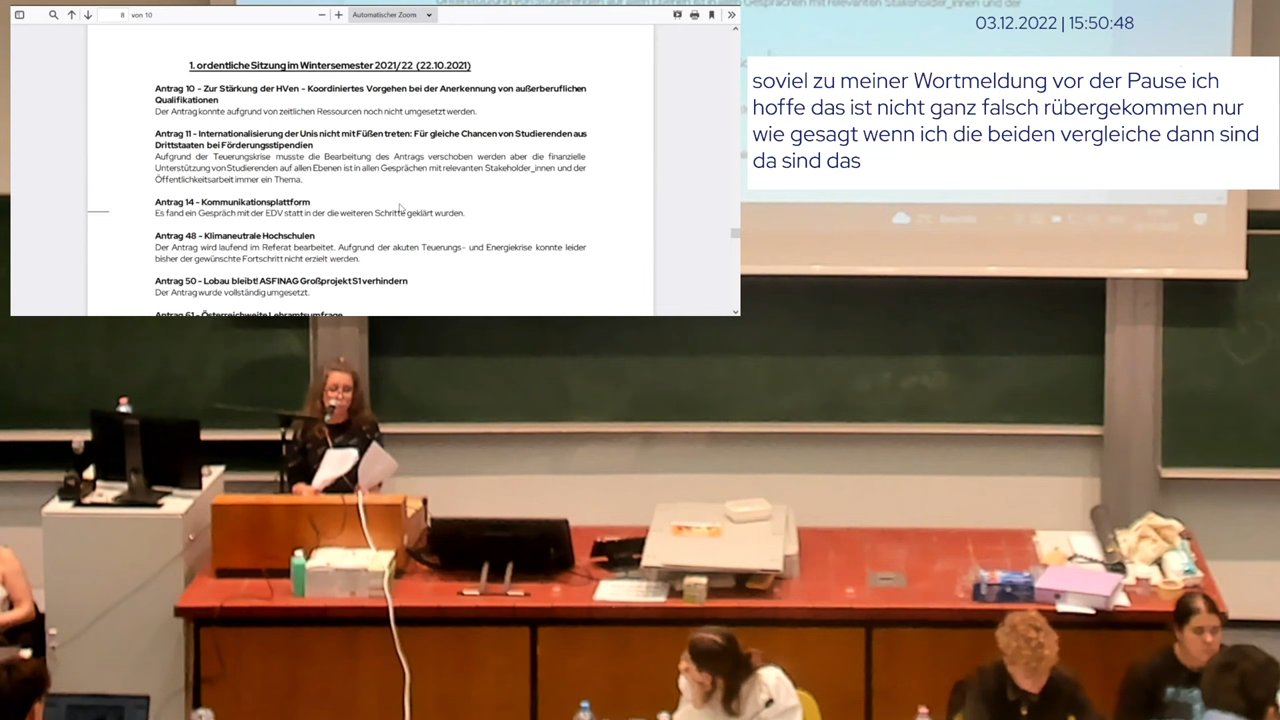 8 von 10
Automatischer Zoom
03.12.2022 | 15:50:48
1. ordentliche Sitzung im Wintersemester 2021/22 (22.10.2021)
Antrag 10 - Zur Stärkung der HVen - Koordiniertes Vorgehen bei der Anerkennung von außerberuflichen
Qualifikationen
Der Antrag konnte aufgrund von zeitlichen Ressourcen noch nicht umgesetzt werden.
Antrag 11 - Internationalisierung der Unis nicht mit Füßen treten: Für gleiche Chancen von Studierenden aus
Drittstaaten bei Förderungsstipendien
Aufgrund der Teuerungskrise musste die Bearbeitung des Antrags verschoben werden aber die finanzielle
Unterstützung von Studierenden auf allen Ebenen ist in allen Gesprächen mit relevanten Stakeholder_innen und der
Öffentlichkeitsarbeit immer ein Thema.
Antrag 14 - Kommunikationsplattform
Es fand ein Gespräch mit der EDV statt in der die weiteren Schritte geklärt wurden.
Antrag 48 - Klimaneutrale Hochschulen
Der Antrag wird laufend im Referat bearbeitet. Aufgrund der akuten Teuerungs- und Energiekrise konnte leider
bisher der gewünschte Fortschritt nicht erzielt werden.
Antrag 50 - Lobau bleibt! ASFINAG Großprojekt S1 verhindern
Der Antrag wurde vollständig umgesetzt.
Antrag 61 - Österreichweite Lehramtsumfrage
soviel zu meiner Wortmeldung vor der Pause ich
hoffe das ist nicht ganz falsch rübergekommen nur
wie gesagt wenn ich die beiden vergleiche dann sind
da sind das